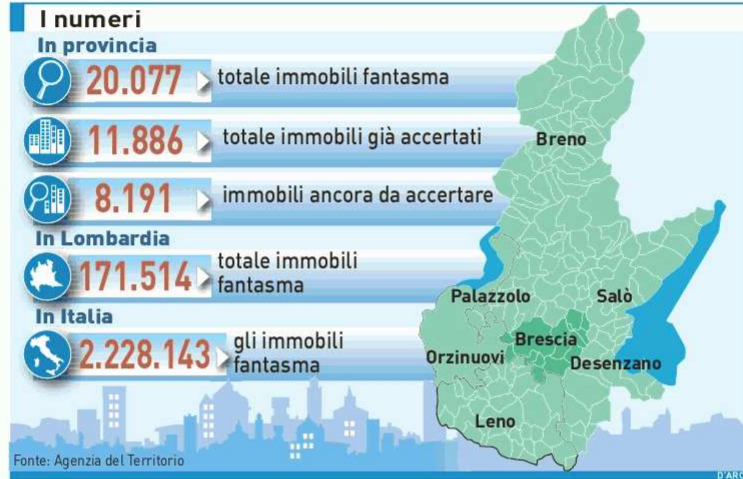 I numeri
In provincia
20.077 totale immobili fantasma
11.886 totale immobili già accertati
8.191 immobili ancora da accertare
In Lombardia
171.514 totale immobili
fantasma
In Italia
2.228.143 gli immobili
fantasma
Breno
Palazzolo
Salò
Brescia
Orzinuovi
Desenzano
Leno
Fonte: Agenzia del Territorio